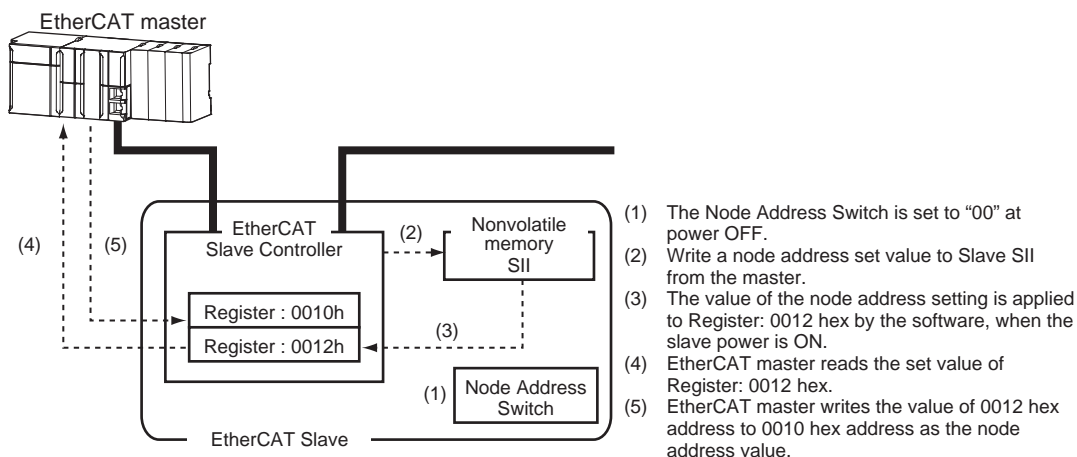 EtherCAT master
(4)
(5)
EtherCAT
Slave Controller
(2)
Nonvolatile
memory
SII
Register : 0010h
Register : 0012h
(3)
(1)
Node Address
Switch
EtherCAT Slave
(1) The Node Address Switch is set to “00” at
power OFF.
(2) Write a node address set value to Slave SII
from the master.
(3) The value of the node address setting is applied
to Register: 0012 hex by the software, when the
slave power is ON.
(4) EtherCAT master reads the set value of
Register: 0012 hex.
(5) EtherCAT master writes the value of 0012 hex
address to 0010 hex address as the node
address value.